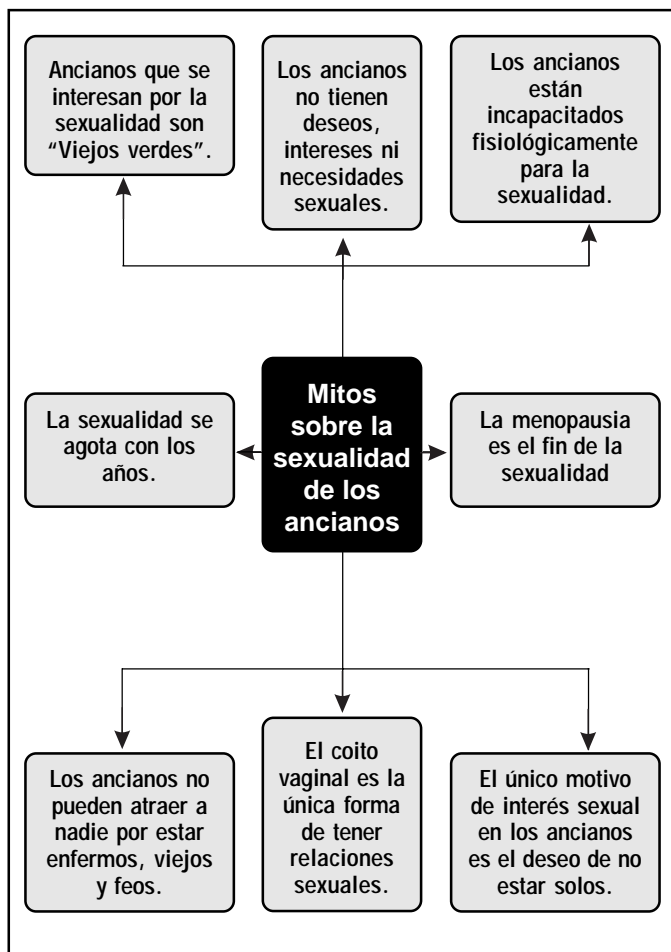 Ancianos que se
interesan por la
sexualidad son
“Viejos verdes”.
Los ancianos
no tienen
deseos,
intereses ni
necesidades
sexuales.
Los ancianos
están
incapacitados
fisiológicamente
para la
sexualidad.
La sexualidad se
agota con los
años.
Mitos
sobre la
sexualidad
de los
ancianos
La menopausia
es el fin de la
sexualidad
Los ancianos no
pueden atraer a
nadie por estar
enfermos, viejos
y feos.
El coito
vaginal es la
única forma
de tener
relaciones
sexuales.
El único motivo
de interés sexual
en los ancianos
es el deseo de no
estar solos.